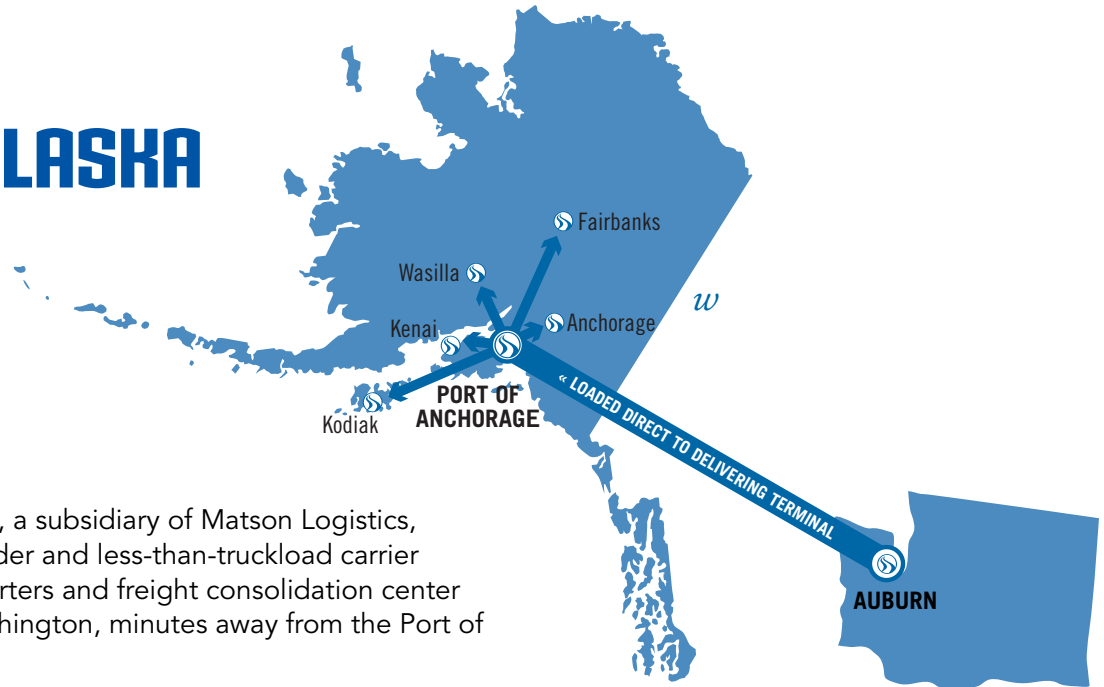 LASKA
Fairbanks
Wasilla
w
Kenai
Anchorage
PORT OF
ANCHORAGE
Kodiak
« LOADED DIRECT TO DELIVERING TERMINAL
AUBURN
, a subsidiary of Matson Logistics,
der and less-than-truckload carrier
rters and freight consolidation center
hington, minutes away from the Port of